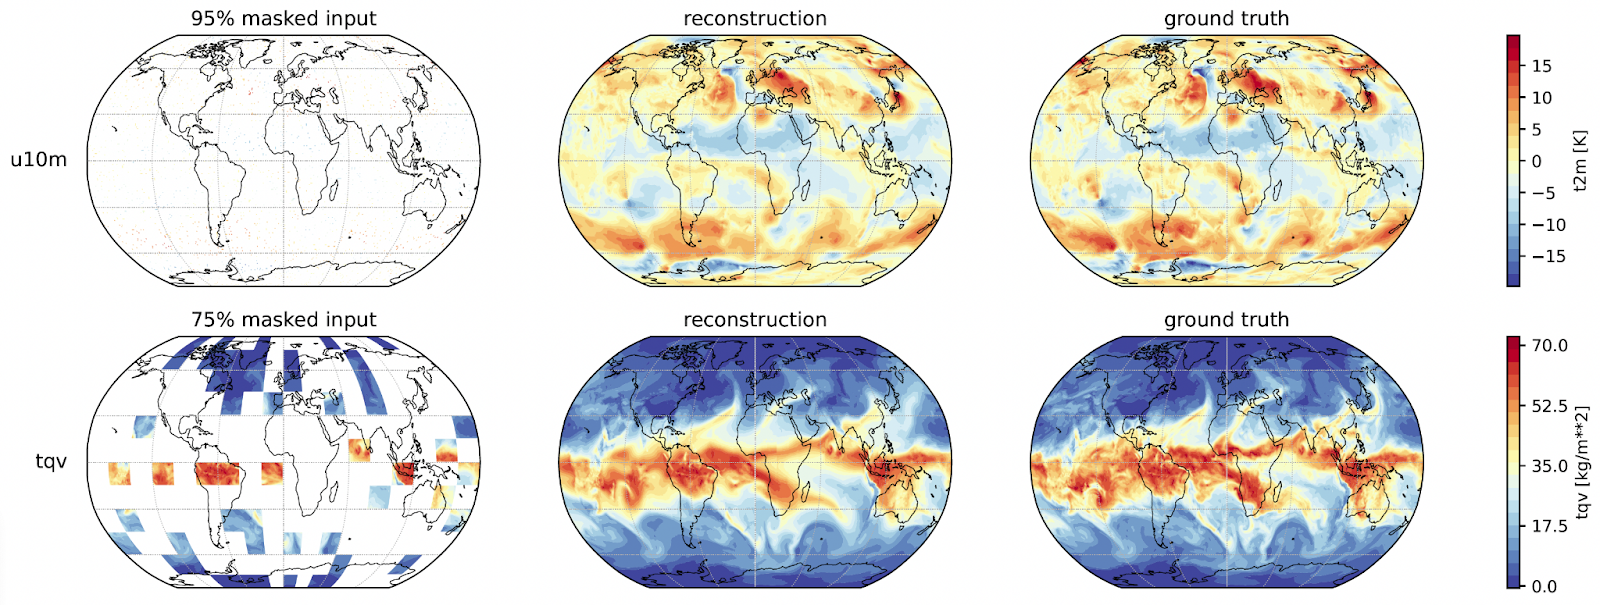 95% masked input
reconstruction
ground truth
u10m
15
10
5
0
−5
−10
−15
t2m [K]
75% masked input
reconstruction
ground truth
tqv
70.0
52.5
35.0
17.5
0.0
tqv [kg/m**2]